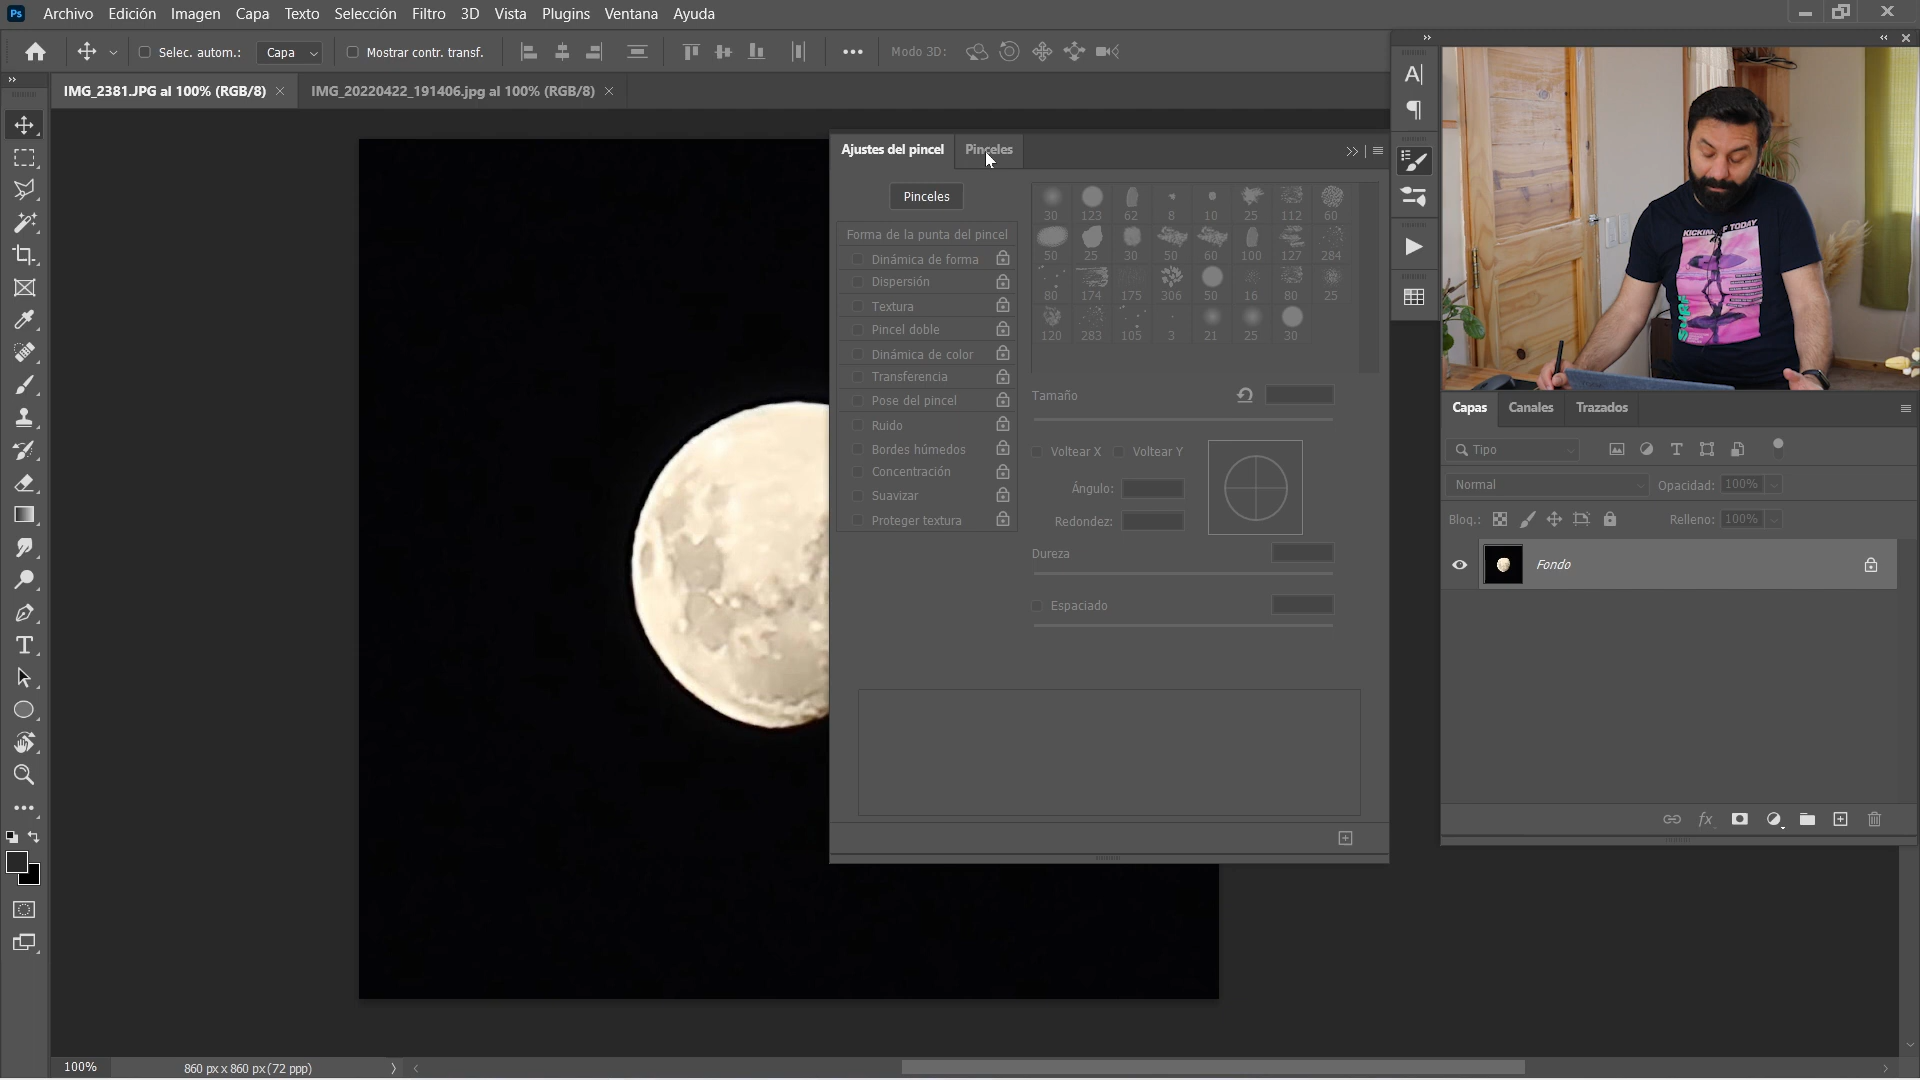 Ps
Archivo Edición Imagen Capa Texto Selección Filtro 3D Vista Plugins Ventana Ayuda
Selec. autom.: Capa Mostrar contr. transf. Modo 3D:
IMG_2381.JPG al 100% (RGB/8) IMG_20220422_191406.jpg al 100% (RGB/8)
Ajustes del pincel Pinceles
Pinceles
Forma de la punta del pincel
Dinámica de forma
Dispersión
Textura
Pincel doble
Dinámica de color
Transferencia
Pose del pincel
Ruido
Bordes húmedos
Concentración
Suavizar
Proteger textura
30 123 62 8 10 25 112 60
50 25 30 50 60 100 127 284
80 174 175 306 50 16 80 25
120 283 105 3 21 25 30
Tamaño
Voltear X Voltear Y
Ángulo:
Redondez:
Dureza
Espaciado
KICKIN OF TODAY
SURF
Capas Canales Trazados
Tipo
Normal Opacidad: 100%
Bloq.: Relleno: 100%
Fondo
fx
100% 860 px x 860 px (72 ppp)